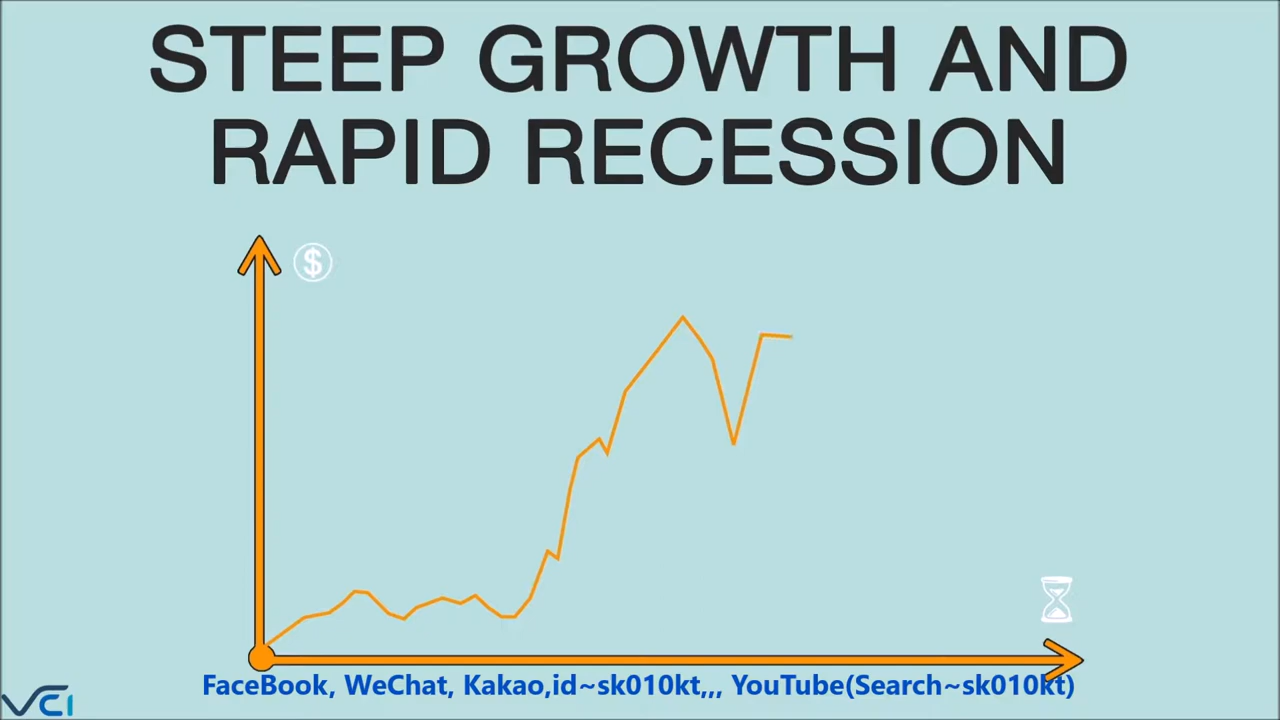 STEEP GROWTH AND
RAPID RECESSION
$
FaceBook, WeChat, Kakao,id~sk010kt,,, YouTube(Search~sk010kt)
VCI